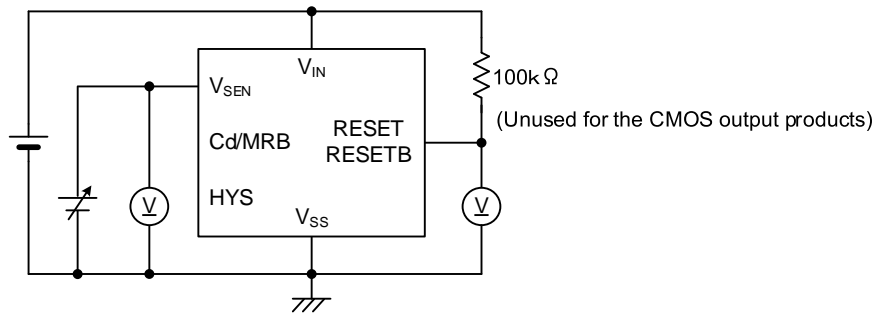 V_IN
V_SEN
100kΩ
(Unused for the CMOS output products)
RESET
Cd/MRB
RESETB
V
V
HYS
V_SS